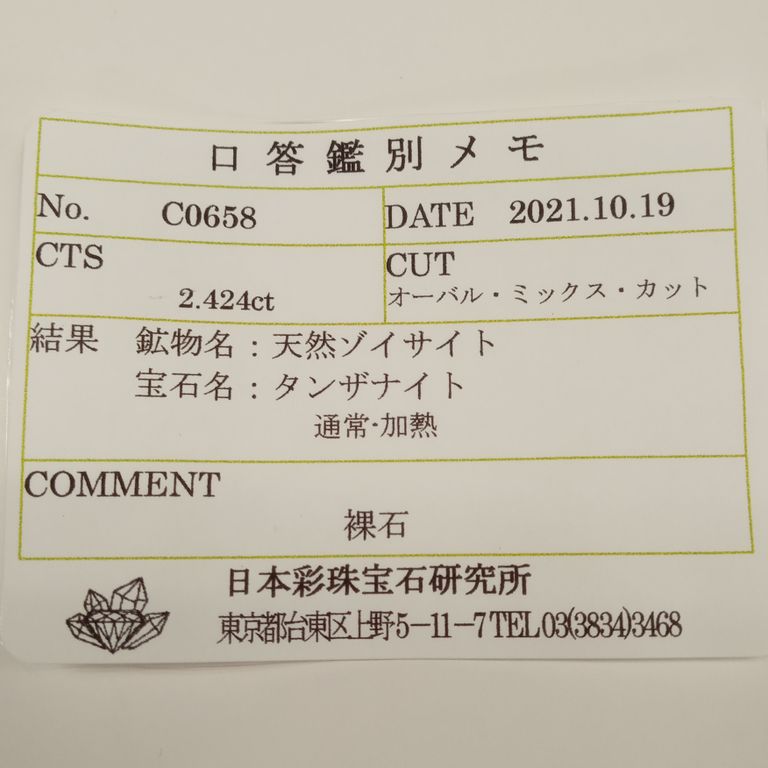 口答鑑別メモ
No. C0658 DATE 2021.10.19
CTS 2.424ct CUT オーバル・ミックス・カット
結果 鉱物名：天然ゾイサイト
宝石名：タンザナイト
通常・加熱
COMMENT
裸石
日本彩珠宝石研究所
東京都台東区上野5－11－7 TEL 03(3834)3468